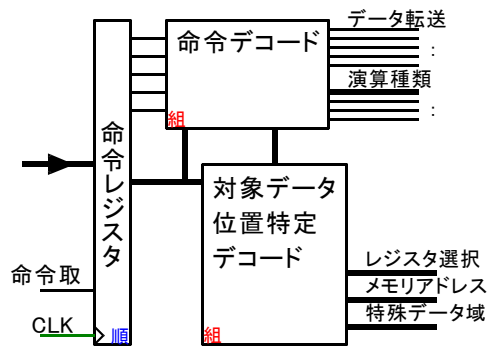 データ転送
命令デコード
:
演算種類
:
組
命令レジスタ
対象データ
位置特定
デコード
レジスタ選択
命令取
メモリアドレス
特殊データ域
CLK
順
組